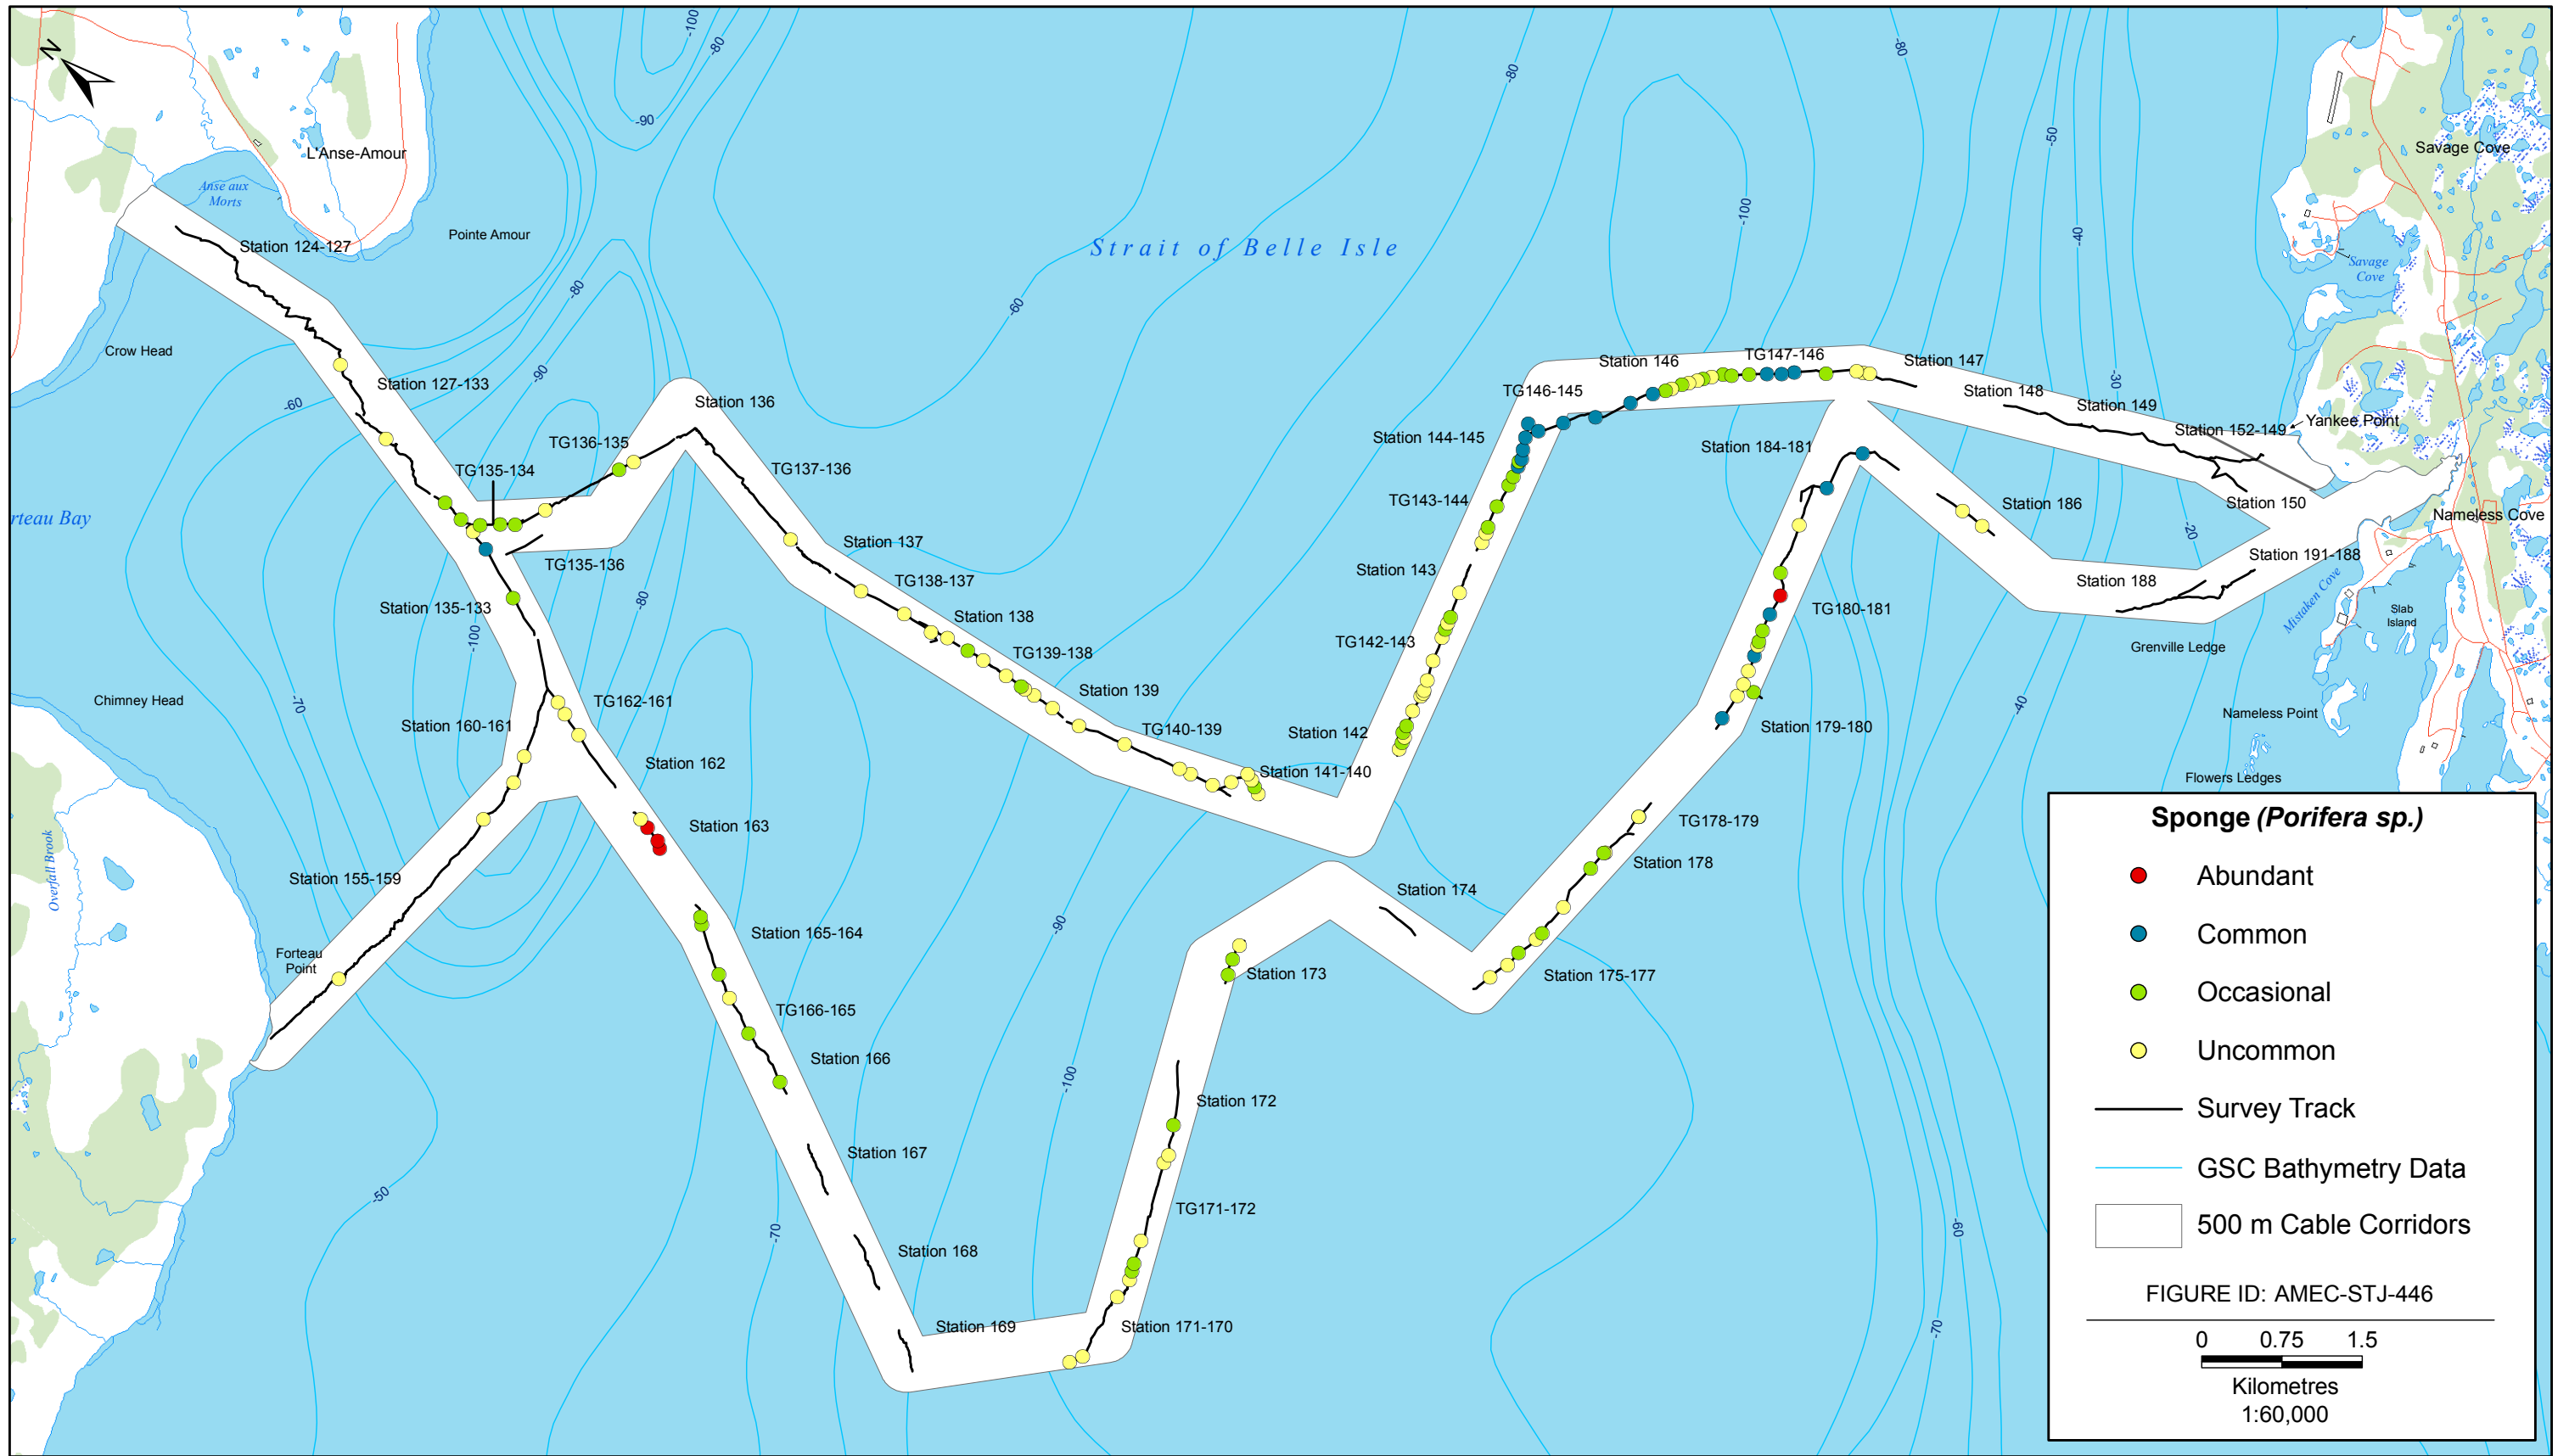 N
L'Anse-Amour
Anse aux
Morts
Pointe Amour
Crow Head
rteau Bay
Chimney Head
Overfall Brook
Forteau
Point
Strait of Belle Isle
Savage Cove
Savage
Cove
Yankee Point
Nameless Cove
Mistaken Cove
Slab
Island
Grenville Ledge
Nameless Point
Flowers Ledges
Station 124-127
Station 127-133
TG135-134
TG136-135
Station 136
TG137-136
TG135-136
Station 135-133
Station 137
TG138-137
Station 138
TG139-138
Station 139
TG140-139
Station 141-140
Station 142
TG142-143
Station 143
TG143-144
Station 144-145
TG146-145
Station 146
TG147-146
Station 147
Station 148
Station 149
Station 152-149
Station 150
Station 184-181
Station 186
Station 188
Station 191-188
TG180-181
Station 179-180
TG178-179
Station 178
Station 175-177
Station 174
Station 173
Station 172
TG171-172
Station 171-170
Station 169
Station 168
Station 167
Station 166
TG166-165
Station 165-164
Station 163
Station 162
TG162-161
Station 160-161
Station 155-159
-100
-80
-90
-80
-90
-60
-70
-100
-80
-60
-80
-100
-80
-50
-40
-30
-20
-40
-60
-70
-90
-100
-70
-50
Sponge (Porifera sp.)
Abundant
Common
Occasional
Uncommon
Survey Track
GSC Bathymetry Data
500 m Cable Corridors
FIGURE ID: AMEC-STJ-446
0 0.75 1.5
Kilometres
1:60,000